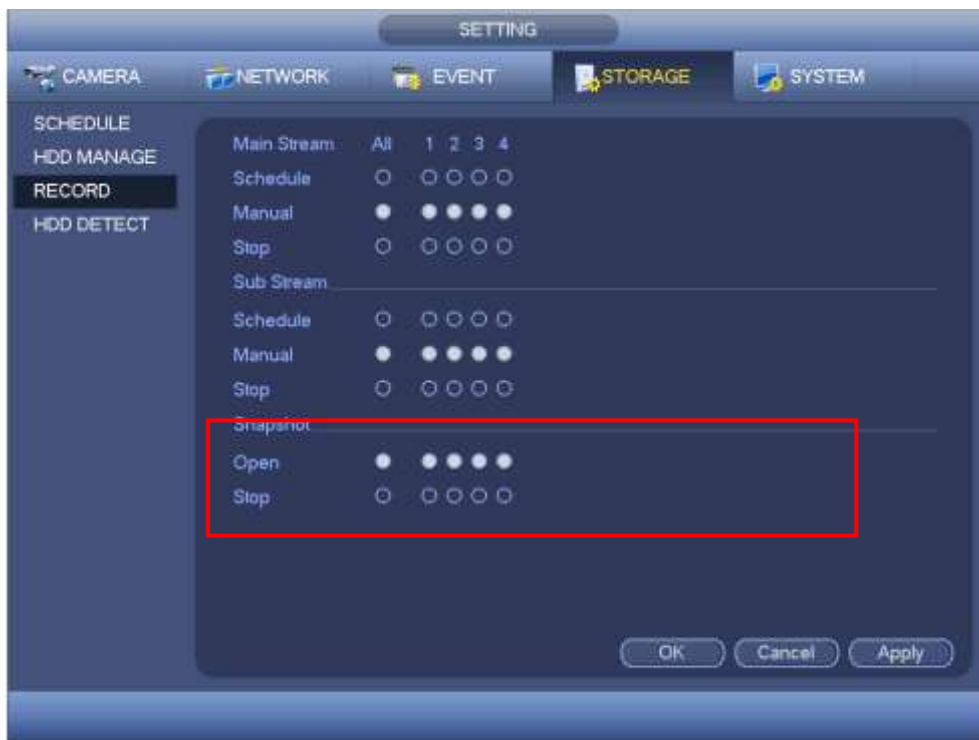 SETTING
CAMERA NETWORK EVENT STORAGE SYSTEM
SCHEDULE
HDD MANAGE
RECORD
HDD DETECT
Main Stream All 1 2 3 4
Schedule
Manual
Stop
Sub Stream
Schedule
Manual
Stop
Snapshot
Open
Stop
OK Cancel Apply